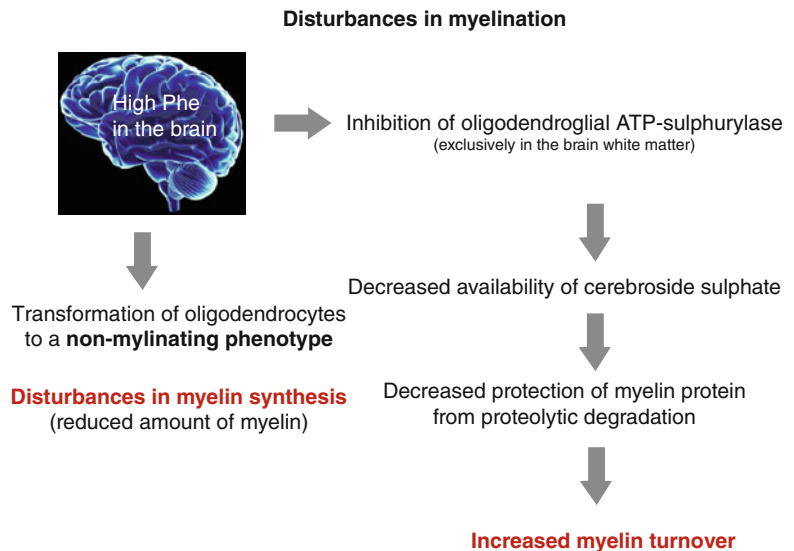 Disturbances in myelination
High Phe
in the brain
Inhibition of oligodendroglial ATP-sulphurylase
(exclusively in the brain white matter)
Decreased availability of cerebroside sulphate
Transformation of oligodendrocytes
to a non-mylinating phenotype
Disturbances in myelin synthesis
(reduced amount of myelin)
Decreased protection of myelin protein
from proteolytic degradation
Increased myelin turnover